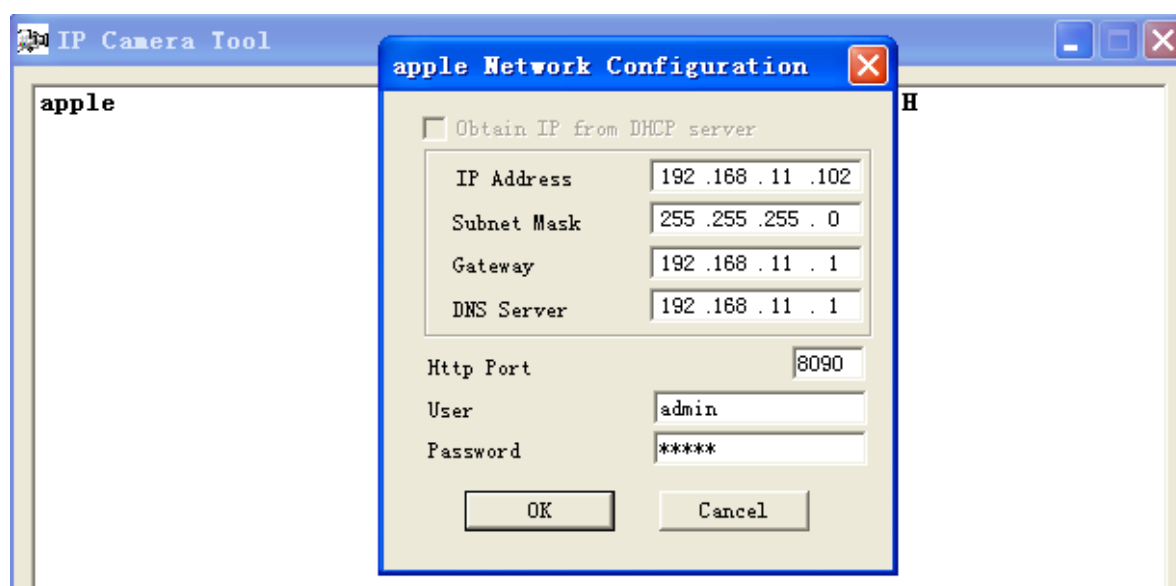 IP Camera Tool
apple Network Configuration
apple
H
Obtain IP from DHCP server
IP Address 192 .168 . 11 .102
Subnet Mask 255 .255 .255 . 0
Gateway 192 .168 . 11 . 1
DNS Server 192 .168 . 11 . 1
Http Port 8090
User admin
Password *****
OK Cancel